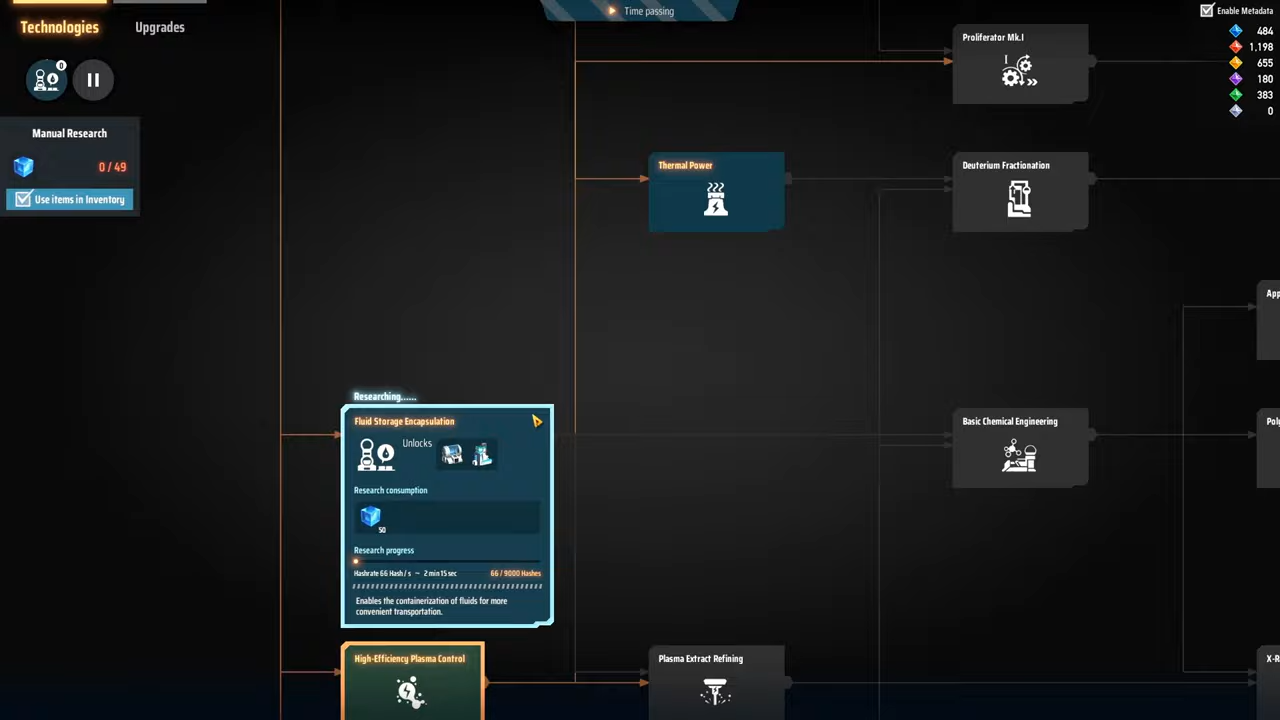 Technologies
Upgrades
Time passing
Enable Metadata
484
1,198
655
180
383
0
0
Manual Research
0 / 49
Use items in Inventory
Proliferator Mk.I
I
Thermal Power
Deuterium Fractionation
App
Researching......
Fluid Storage Encapsulation
Unlocks
Research consumption
50
Research progress
Hashrate 66 Hash / s ~ 2 min 15 sec
66 / 9000 Hashes
Enables the containerization of fluids for more
convenient transportation.
Basic Chemical Engineering
Pol
High-Efficiency Plasma Control
Plasma Extract Refining
X-R